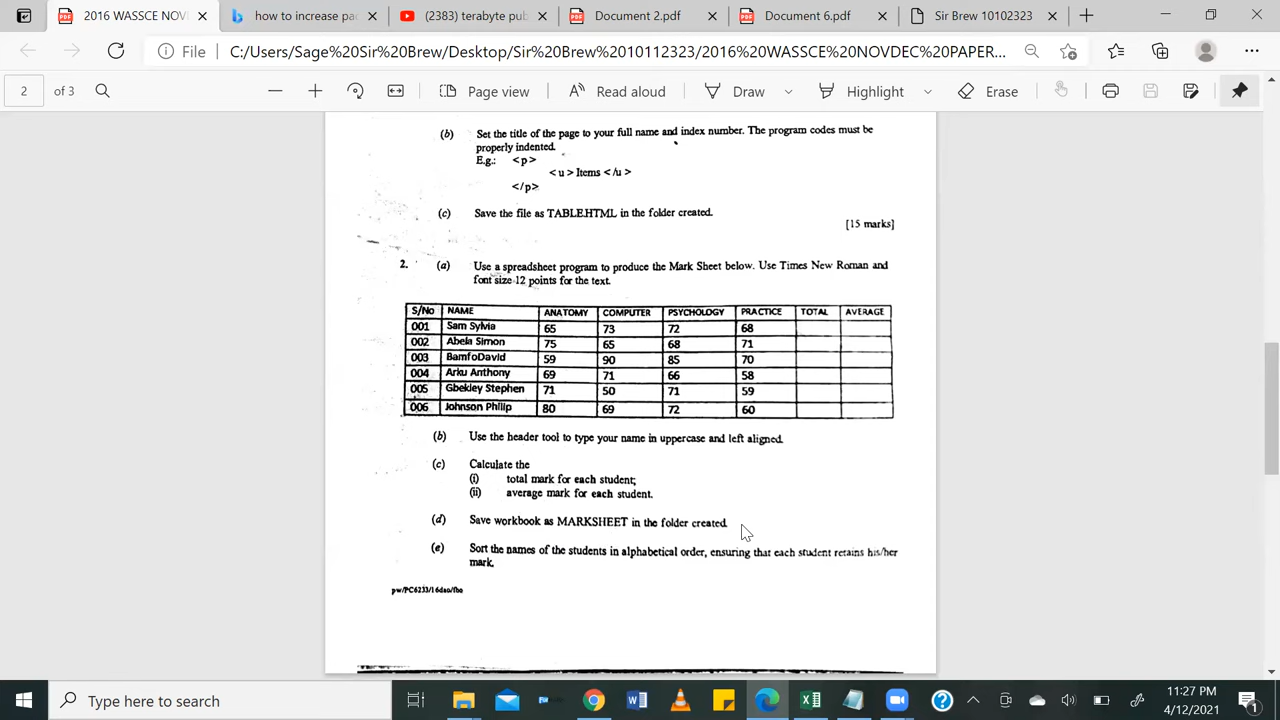 2016 WASSCE NOV
how to increase pa
(2383) terabyte pub
Document 2.pdf
Document 6.pdf
Sir Brew 10102323
File
C:/Users/Sage%20Sir%20Brew/Desktop/Sir%20Brew%2010112323/2016%20WASSCE%20NOVDEC%20PAPER...
2 of 3
Page view
Read aloud
Draw
Highlight
Erase
(b) Set the title of the page to your full name and index number. The program codes must be
properly indented.
E.g.: <p>
<u> Items </u>
</p>
(c) Save the file as TABLE.HTML in the folder created.
[15 marks]
2. (a) Use a spreadsheet program to produce the Mark Sheet below. Use Times New Roman and
font size 12 points for the text.
S/No NAME ANATOMY COMPUTER PSYCHOLOGY PRACTICE TOTAL AVERAGE
001 Sam Sylvia 65 73 72 68
002 Abela Simon 75 65 68 71
003 BamfoDavid 59 90 85 70
004 Arku Anthony 69 71 66 58
005 Gbekley Stephen 71 50 71 59
006 Johnson Philip 80 69 72 60
(b) Use the header tool to type your name in uppercase and left aligned.
(c) Calculate the
(i) total mark for each student;
(ii) average mark for each student.
(d) Save workbook as MARKSHEET in the folder created.
(e) Sort the names of the students in alphabetical order, ensuring that each student retains his/her
mark.
Type here to search
11:27 PM
4/12/2021
1